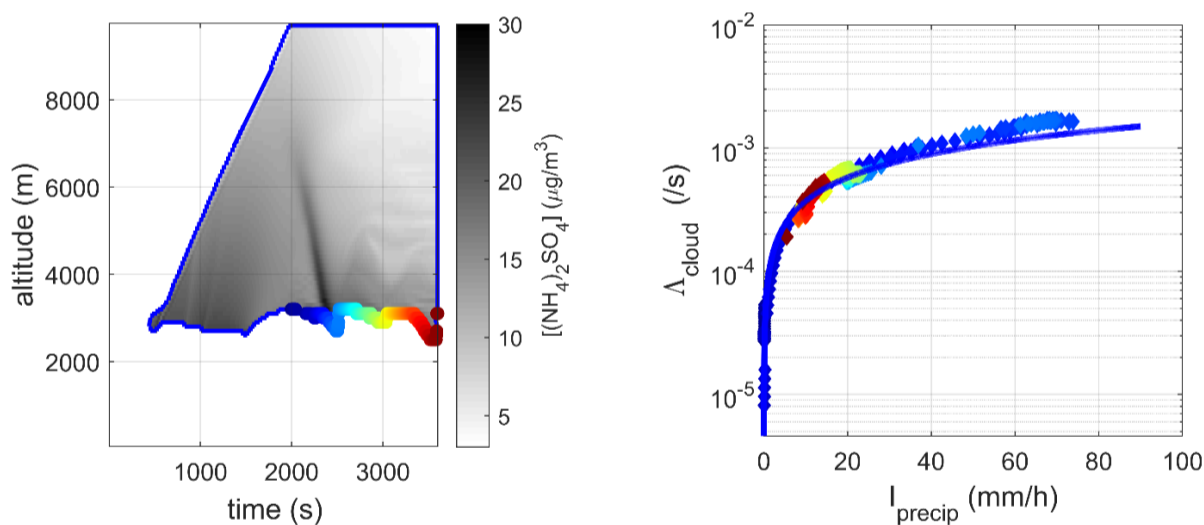 8000
6000
4000
2000
altitude (m)
1000 2000 3000
time (s)
30
25
20
15
10
5
[(NH₄)₂SO₄] (μg/m³)
10⁻²
10⁻³
10⁻⁴
10⁻⁵
Λcloud (/s)
0 20 40 60 80 100
Iprecip (mm/h)